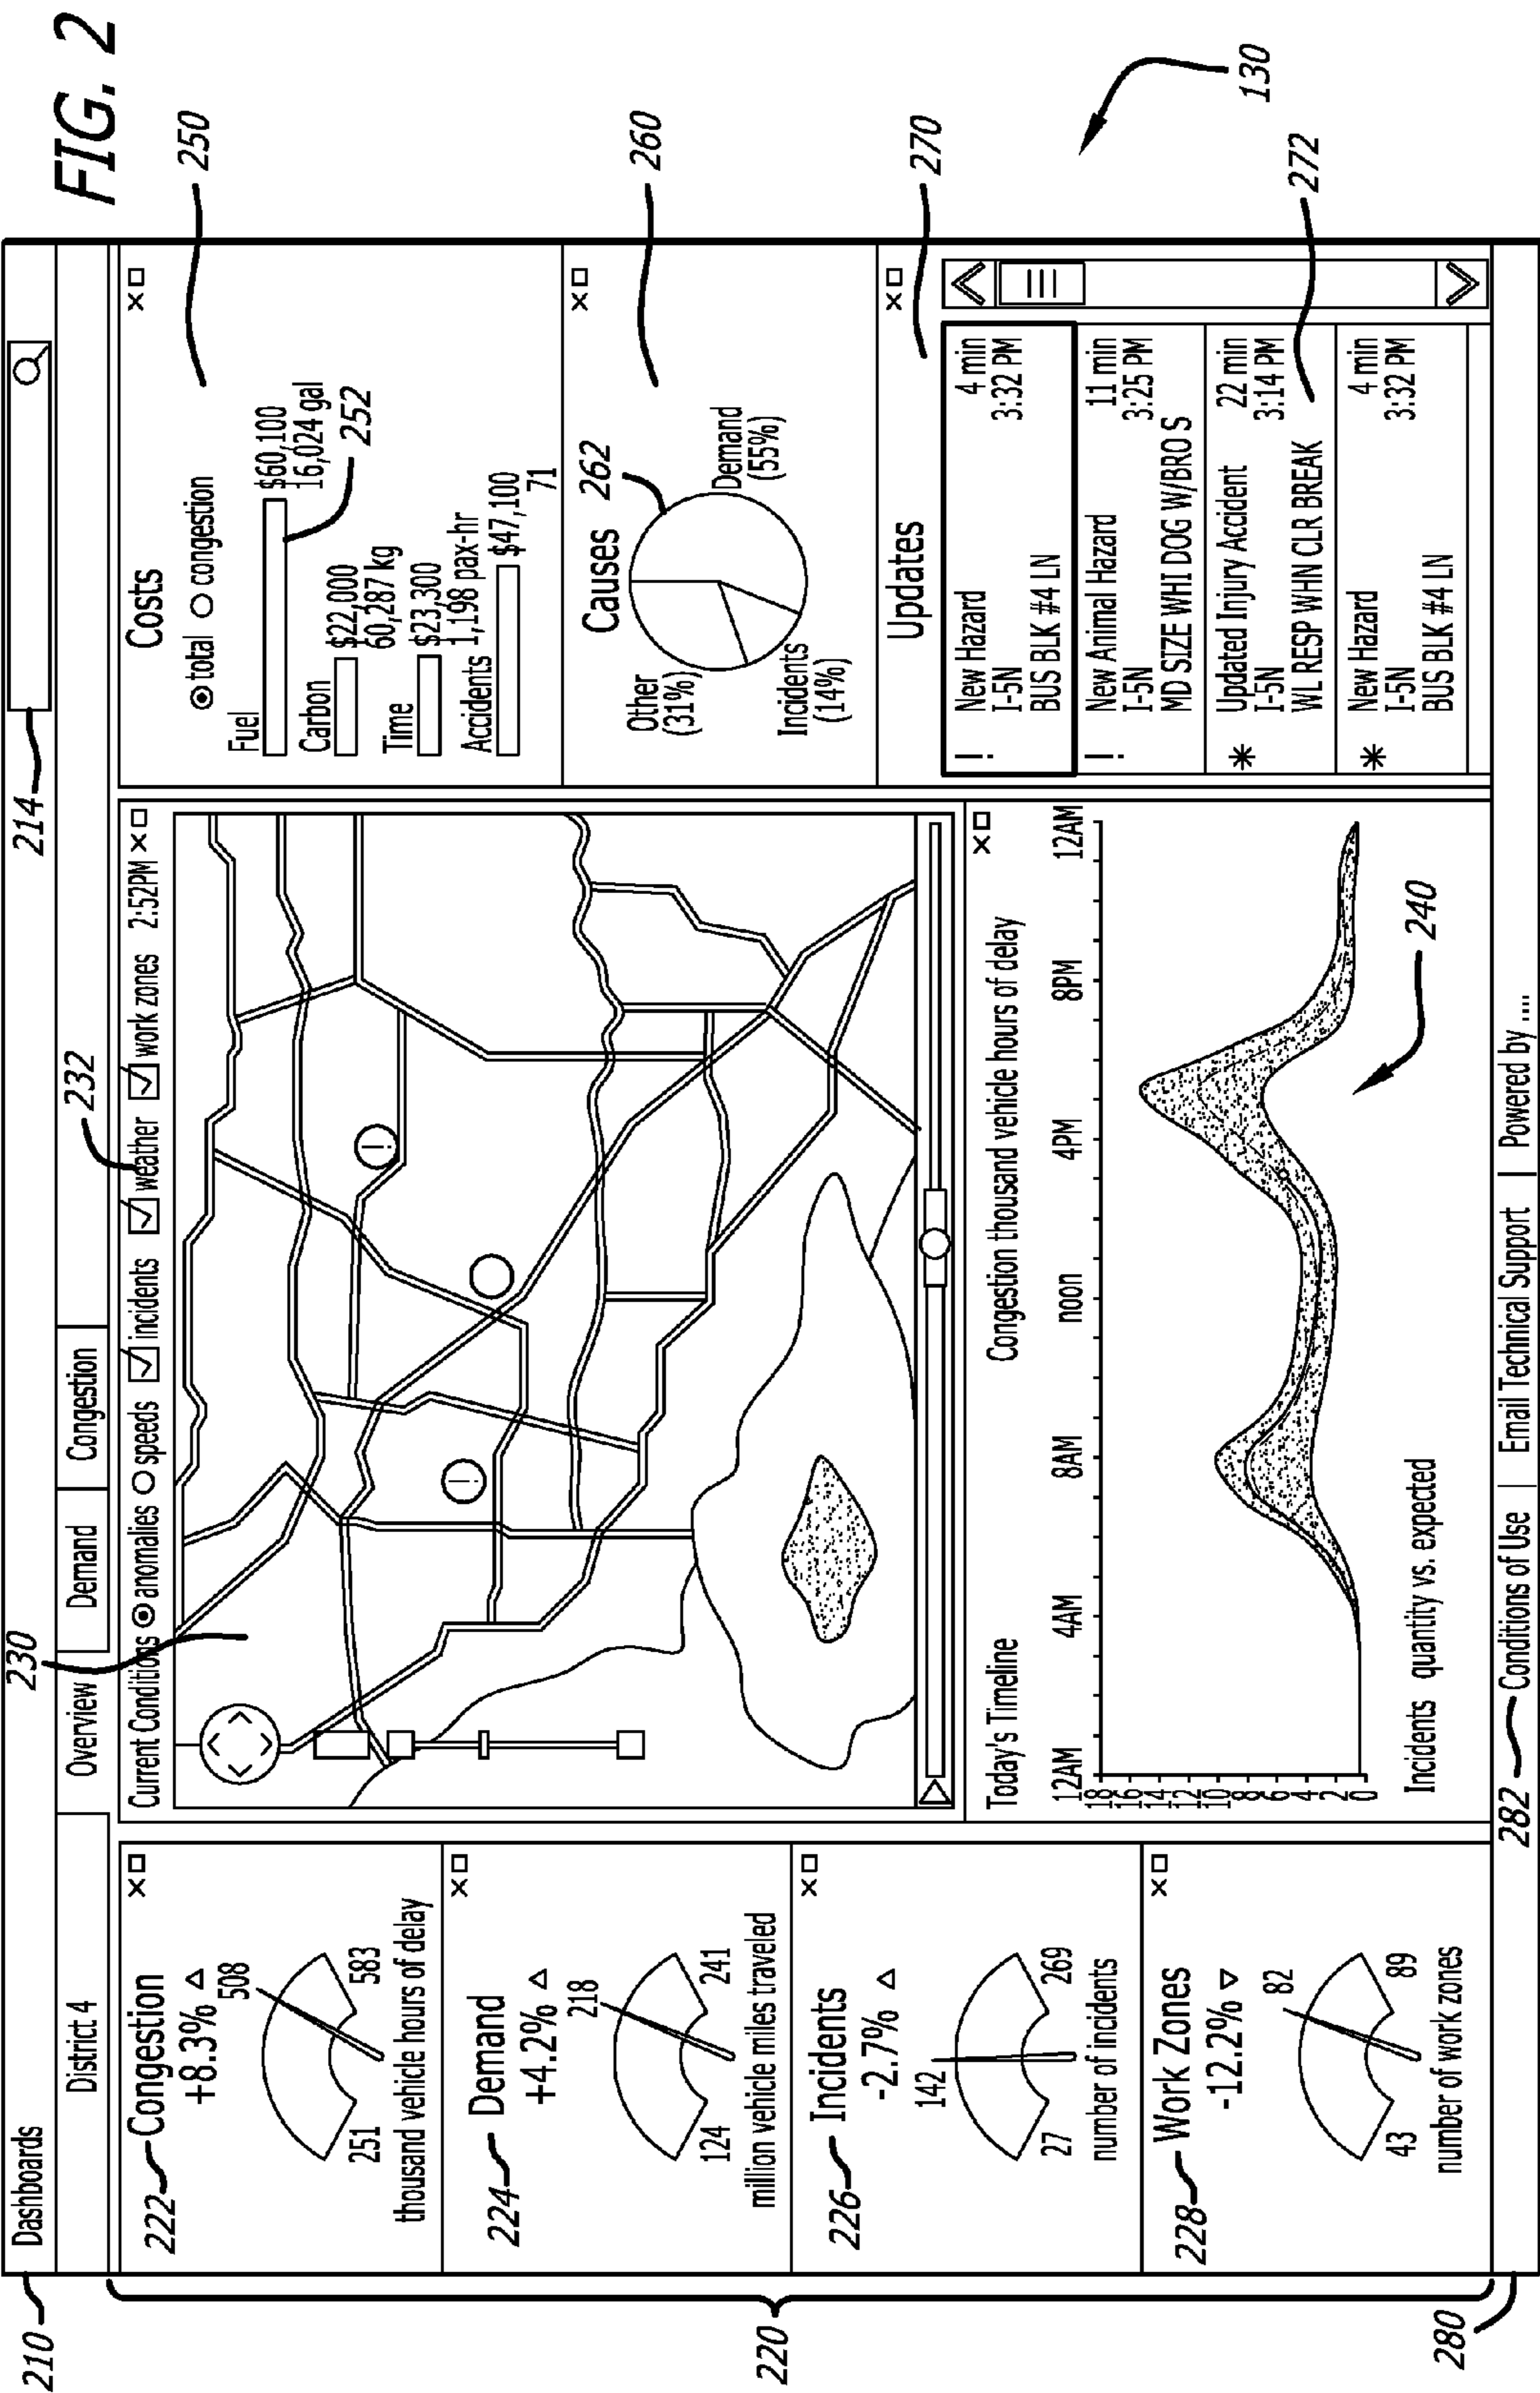 FIG. 2
210
Dashboards
214
District 4
Overview
Demand
Congestion
220
222
Congestion
+8.3%
508
251
583
thousand vehicle hours of delay
224
Demand
+4.2%
218
124
241
million vehicle miles traveled
226
Incidents
-2.7%
142
27
269
number of incidents
228
Work Zones
-12.2%
82
43
89
number of work zones
230
232
Current Conditions anomalies speeds incidents weather work zones 2:52PM
Today's Timeline
Congestion thousand vehicle hours of delay
12AM 4AM 8AM noon 4PM 8PM 12AM
18
16
14
12
10
8
6
4
2
0
240
Incidents quantity vs. expected
250
Costs
total congestion
Fuel
$60,100
16,024 gal
252
Carbon
$22,000
60,287 kg
Time
$23,300
1,198 pax-hr
Accidents
$47,100
71
260
Causes
262
Other
(31%)
Demand
(55%)
Incidents
(14%)
270
Updates
! New Hazard 4 min
I-5N 3:32 PM
BUS BLK #4 LN
! New Animal Hazard 11 min
I-5N 3:25 PM
MD SIZE WHI DOG W/BRO S
* Updated Injury Accident 22 min
I-5N 3:14 PM
WL RESP WHN CLR BREAK
272
* New Hazard 4 min
I-5N 3:32 PM
BUS BLK #4 LN
130
280
282
Conditions of Use | Email Technical Support | Powered by ....